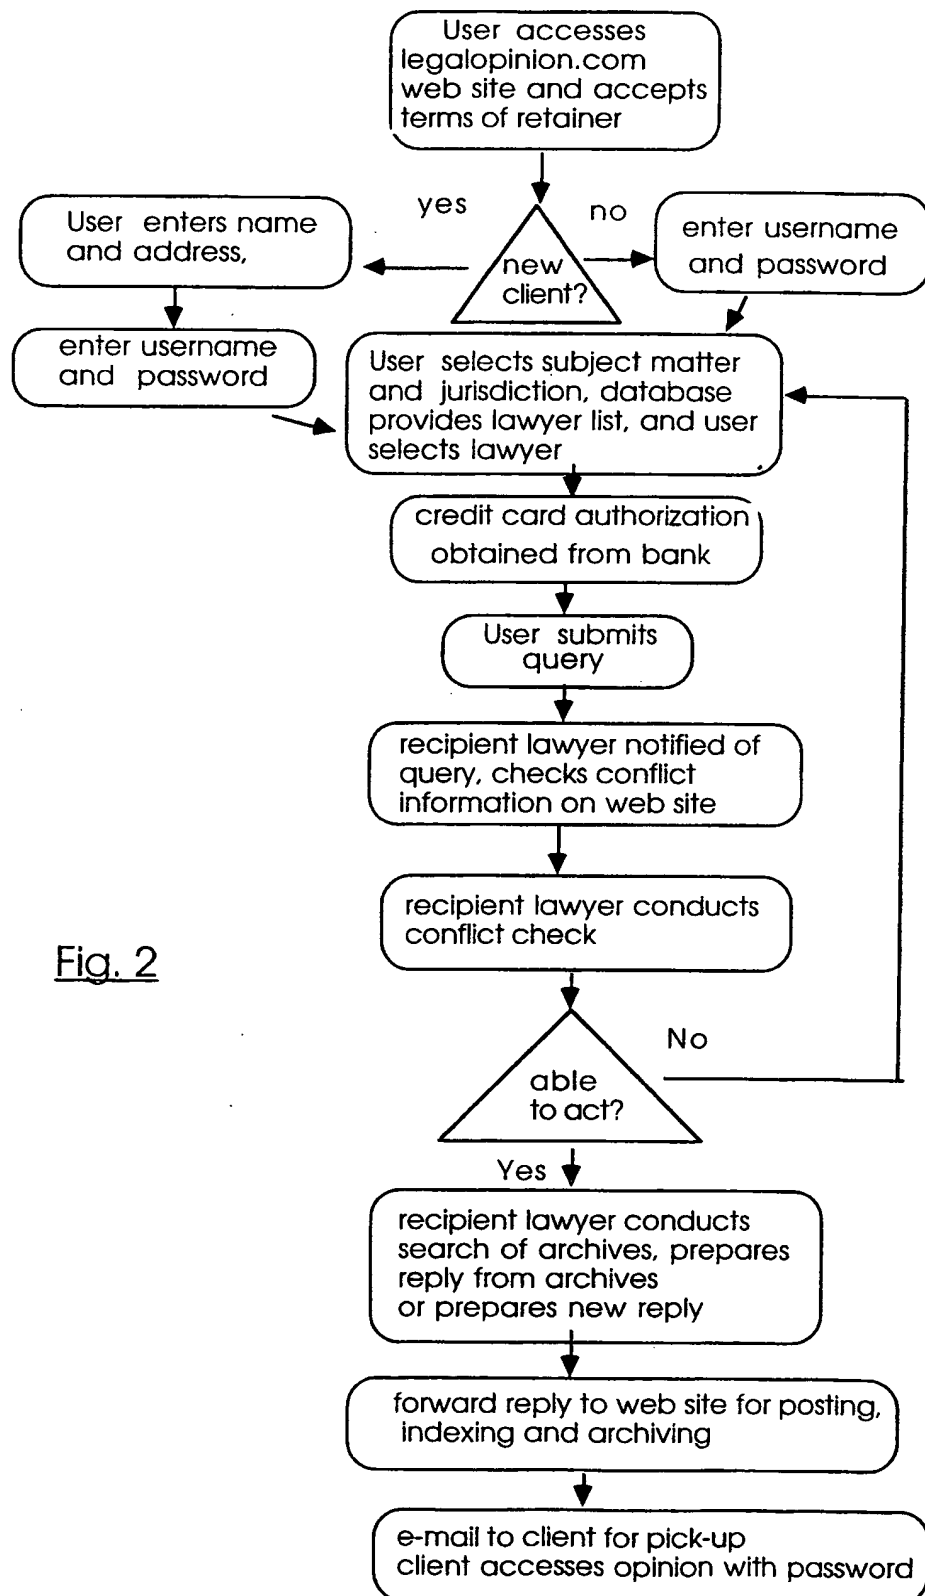 User accesses
legalopinion.com
web site and accepts
terms of retainer
yes
no
User enters name
and address,
new
client?
enter username
and password
enter username
and password
User selects subject matter
and jurisdiction, database
provides lawyer list, and user
selects lawyer
credit card authorization
obtained from bank
User submits
query
recipient lawyer notified of
query, checks conflict
information on web site
recipient lawyer conducts
conflict check
Fig. 2
No
able
to act?
Yes
recipient lawyer conducts
search of archives, prepares
reply from archives
or prepares new reply
forward reply to web site for posting,
indexing and archiving
e-mail to client for pick-up
client accesses opinion with password